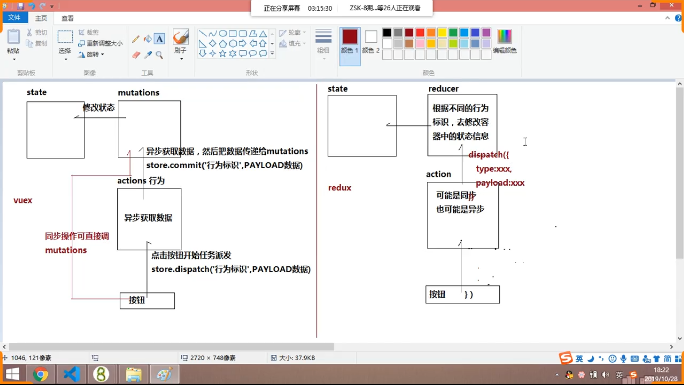 正在分享屏幕 03:15:30
等26人正在观看
文件 主页 查看
粘贴
剪切
复制
选择
裁剪
重新调整大小
旋转
刷子
轮廓
填充
粗细
颜色 1
颜色 2
编辑颜色
剪贴板 图像 工具 形状 颜色
state mutations
修改状态
异步获取数据，然后把数据传递给mutations
store.commit('行为标识',PAYLOAD数据)
actions 行为
vuex
异步获取数据
同步操作可直接调
mutations
点击按钮开始任务派发
store.dispatch('行为标识',PAYLOAD数据)
按钮
state reducer
根据不同的行为
标识，去修改容
器中的状态信息
dispatch({
type:xxx,
payload:xxx
action
redux
可能是同步
也可能是异步
按钮 })
1046, 121像素
2720 × 748像素
大小: 37.9KB
英
简
18:22
2019/10/28